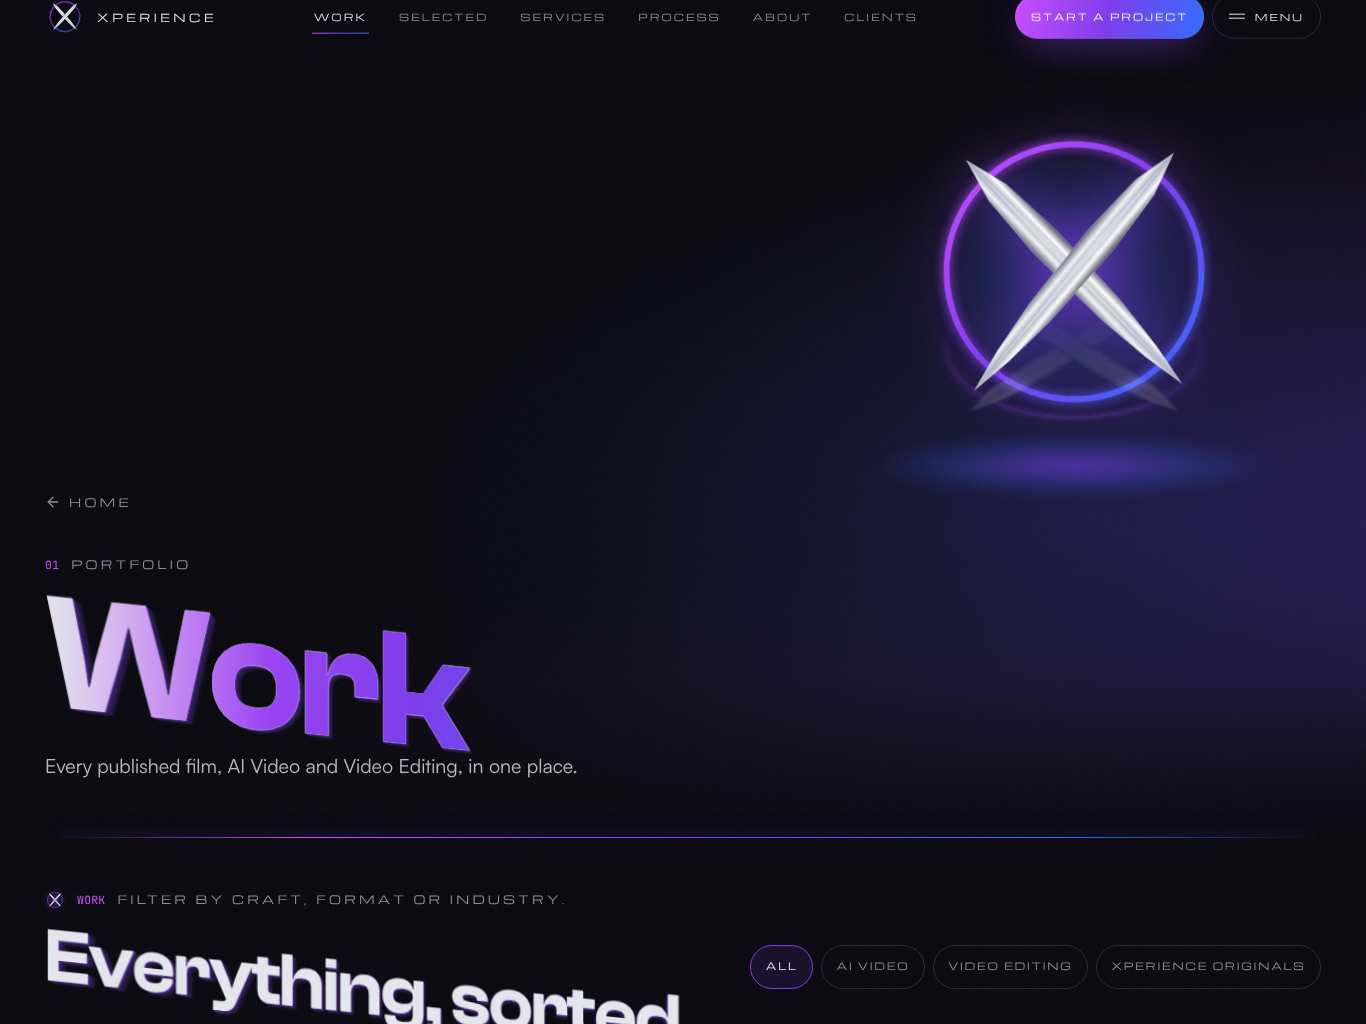 XPERIENCE
WORK SELECTED SERVICES PROCESS ABOUT CLIENTS
START A PROJECT
MENU
HOME
01 PORTFOLIO
Work
Every published film, AI Video and Video Editing, in one place.
WORK FILTER BY CRAFT, FORMAT OR INDUSTRY.
Everything, sorted
ALL AI VIDEO VIDEO EDITING XPERIENCE ORIGINALS